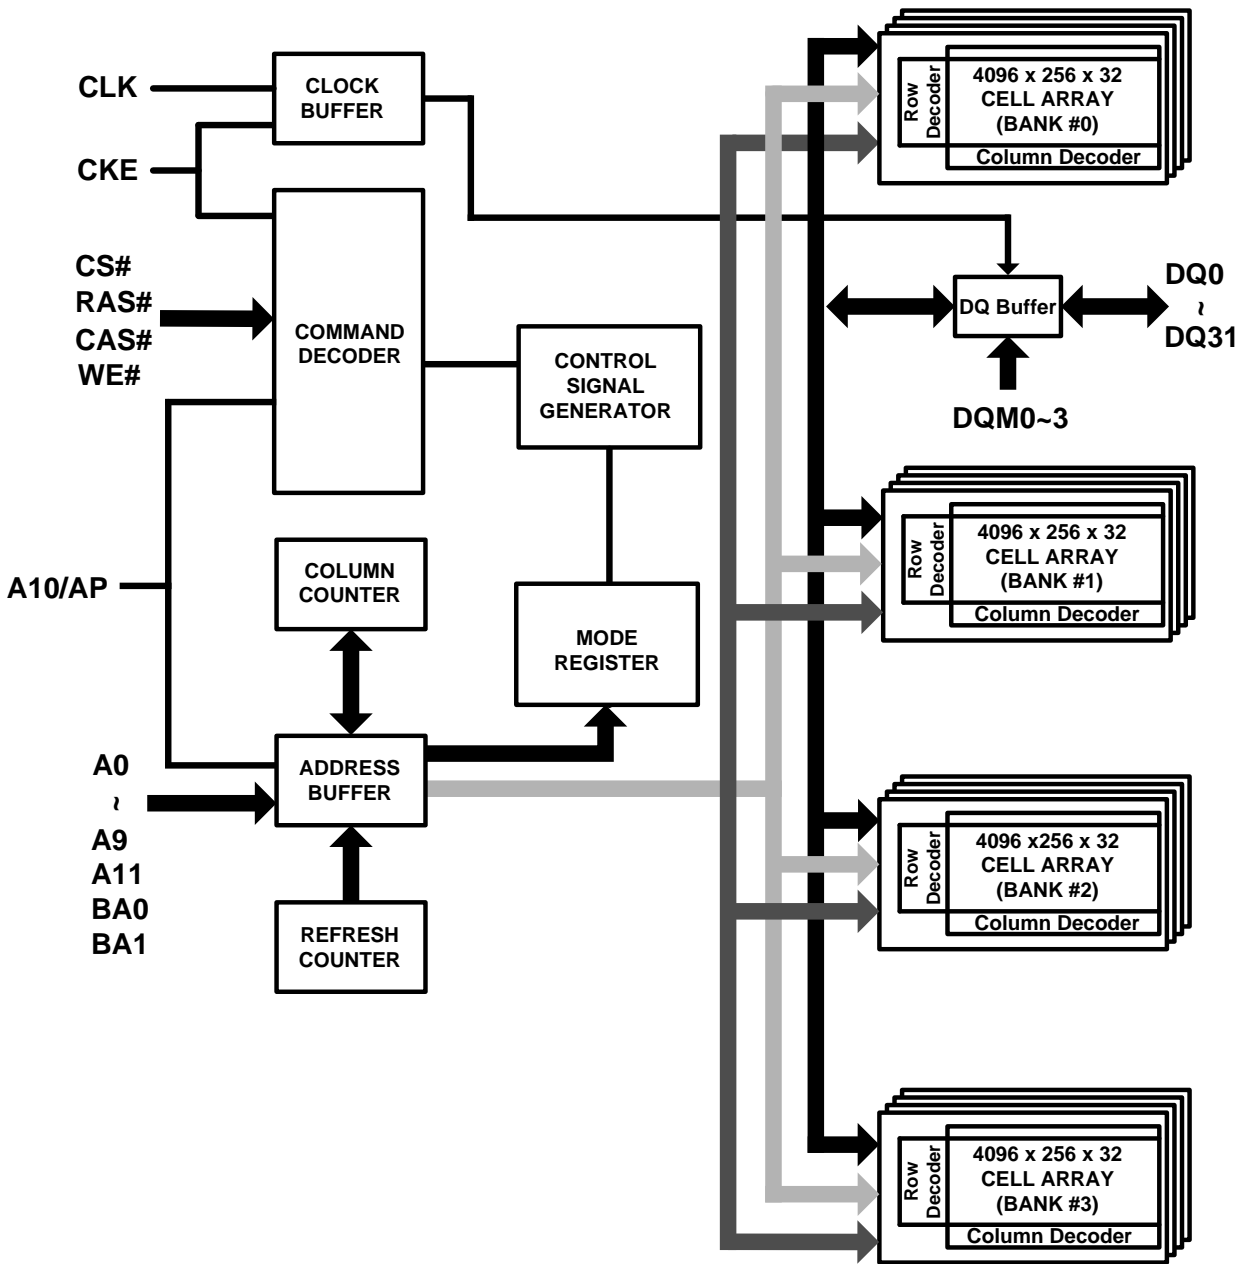 CLK
CKE
CS#
RAS#
CAS#
WE#
A10/AP
A0
~
A9
A11
BA0
BA1
CLOCK
BUFFER
COMMAND
DECODER
CONTROL
SIGNAL
GENERATOR
COLUMN
COUNTER
MODE
REGISTER
ADDRESS
BUFFER
REFRESH
COUNTER
Row
Decoder
4096 x 256 x 32
CELL ARRAY
(BANK #0)
Column Decoder
DQ Buffer
DQ0
~
DQ31
DQM0~3
Row
Decoder
4096 x 256 x 32
CELL ARRAY
(BANK #1)
Column Decoder
Row
Decoder
4096 x256 x 32
CELL ARRAY
(BANK #2)
Column Decoder
Row
Decoder
4096 x 256 x 32
CELL ARRAY
(BANK #3)
Column Decoder